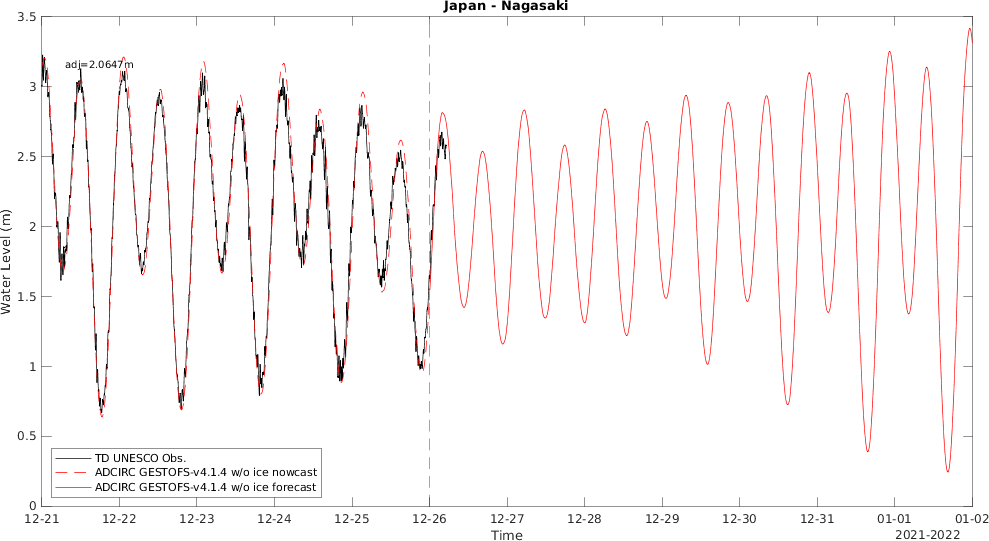 Japan - Nagasaki
3.5
3
2.5
2
1.5
1
0.5
0
Water Level (m)
adj=2.0647m
TD UNESCO Obs.
ADCIRC GESTOFS-v4.1.4 w/o ice nowcast
ADCIRC GESTOFS-v4.1.4 w/o ice forecast
12-21 12-22 12-23 12-24 12-25 12-26 12-27 12-28 12-29 12-30 12-31 01-01 01-02
Time
2021-2022